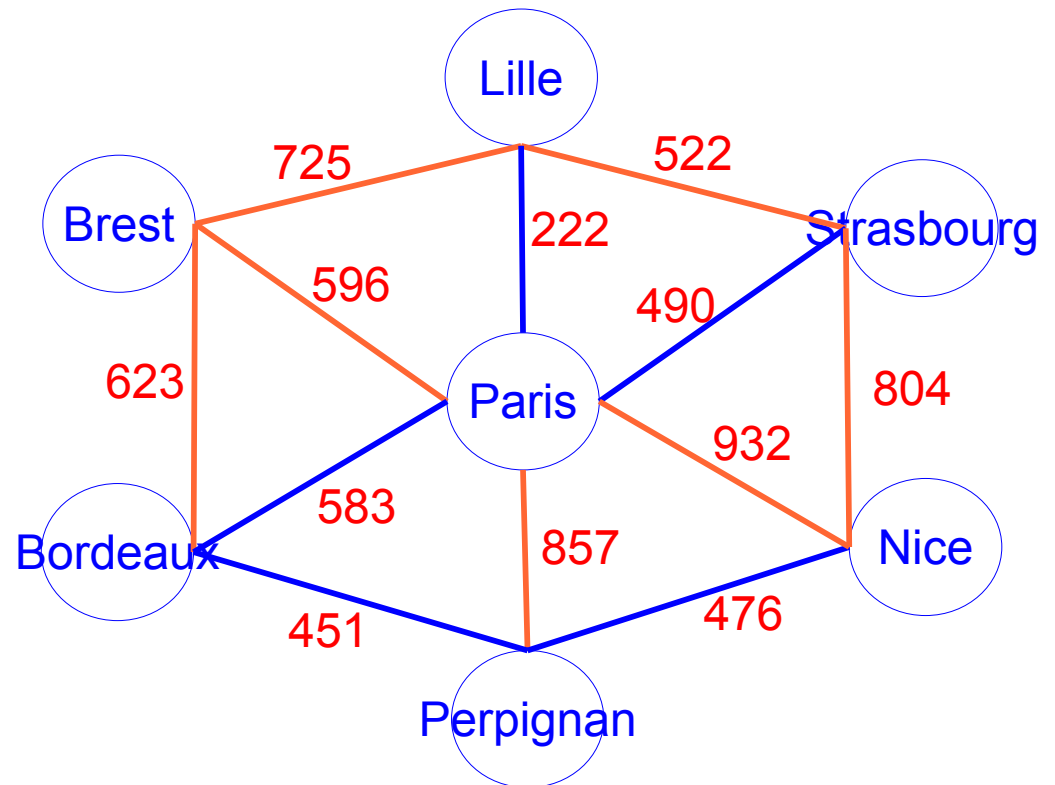 Lille
725
522
Brest
Strasbourg
222
596
490
623
Paris
804
932
583
857
Bordeaux
Nice
451
476
Perpignan